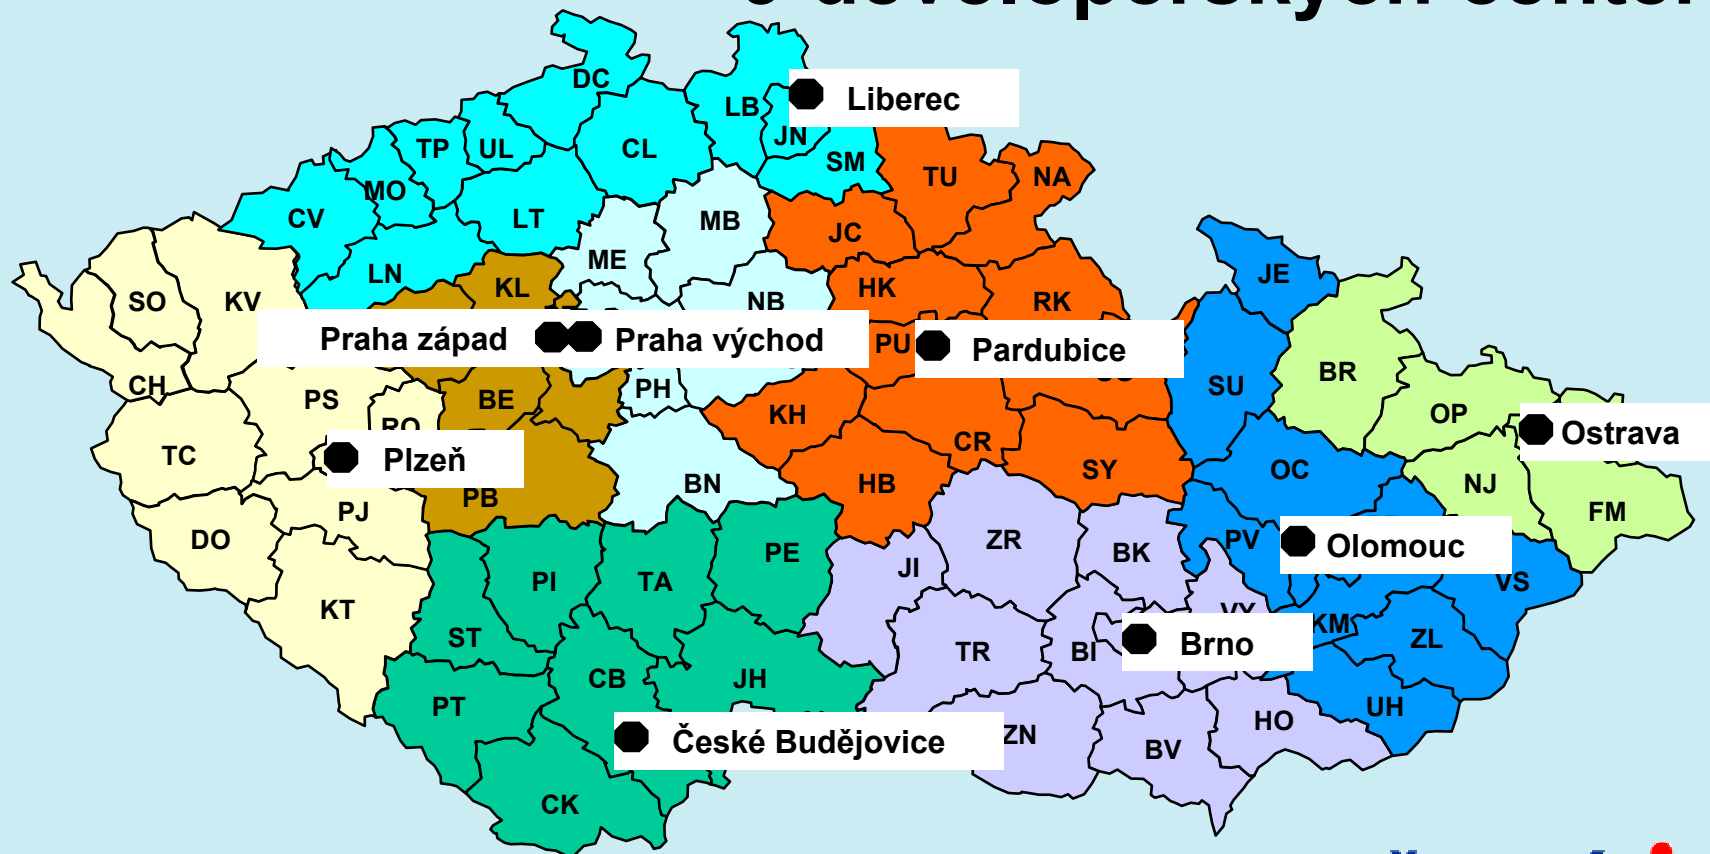 developerských center
DC
LB
Liberec
JN
TP
UL
CL
SM
TU
NA
MO
CV
LT
MB
JC
ME
LN
JE
SO
KV
KL
NB
HK
RK
Praha západ
Praha východ
PU
Pardubice
CH
PS
BE
PH
SU
BR
RO
KH
OP
Ostrava
TC
Plzeň
CR
BN
HB
SY
OC
NJ
PB
PJ
FM
DO
ZR
BK
PV
Olomouc
PE
JI
PI
TA
VS
KT
ST
TR
BI
VY
Brno
KM
ZL
CB
JH
PT
UH
České Budějovice
ZN
HO
BV
CK